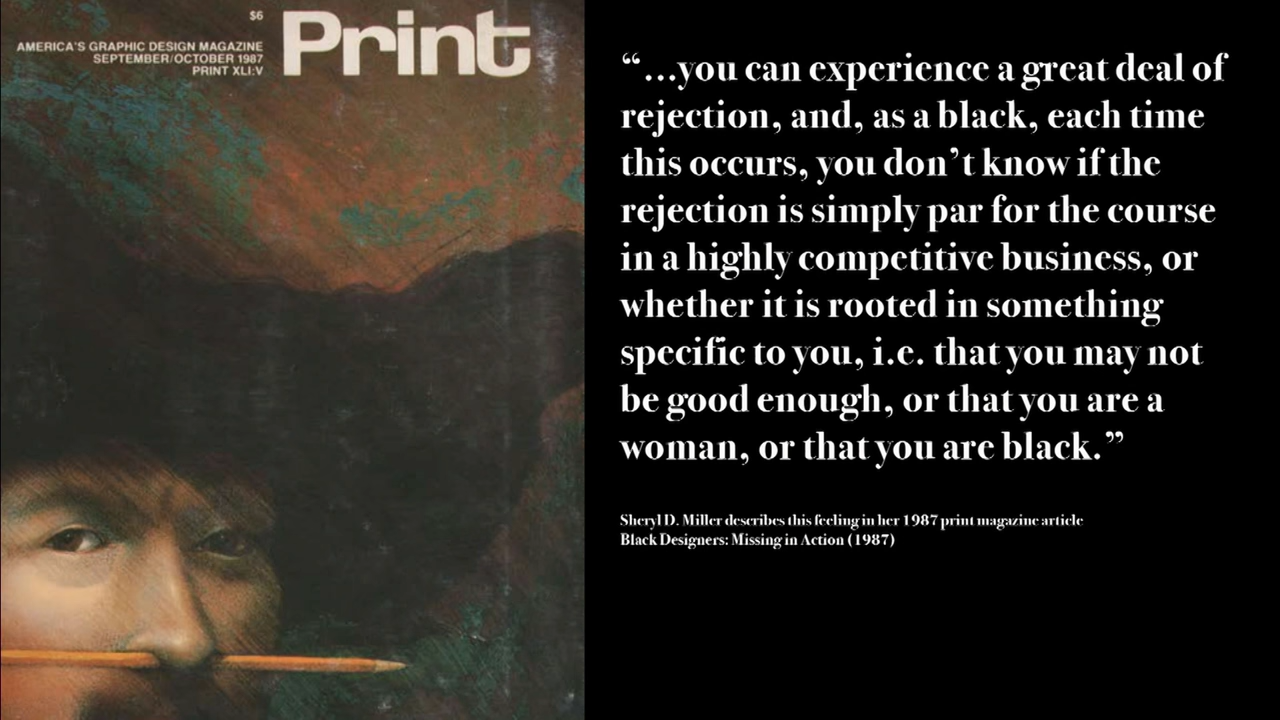 $6
AMERICA'S GRAPHIC DESIGN MAGAZINE
SEPTEMBER/OCTOBER 1987
PRINT XLI:V
Print
“…you can experience a great deal of
rejection, and, as a black, each time
this occurs, you don’t know if the
rejection is simply par for the course
in a highly competitive business, or
whether it is rooted in something
specific to you, i.e. that you may not
be good enough, or that you are a
woman, or that you are black.”
Sheryl D. Miller describes this feeling in her 1987 print magazine article
Black Designers: Missing in Action (1987)